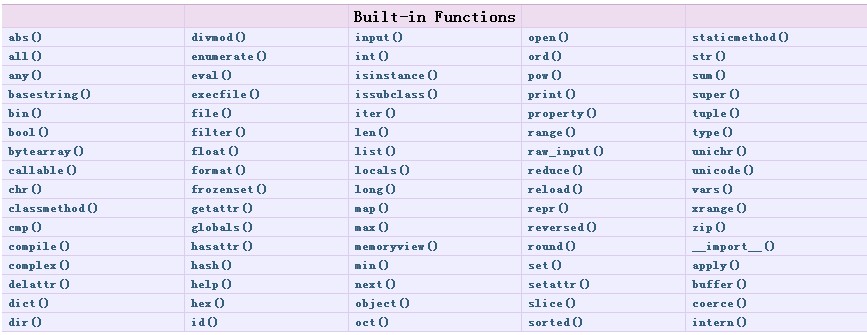 Built-in Functions
abs() divmod() input() open() staticmethod()
all() enumerate() int() ord() str()
any() eval() isinstance() pow() sum()
basestring() execfile() issubclass() print() super()
bin() file() iter() property() tuple()
bool() filter() len() range() type()
bytearray() float() list() raw_input() unichr()
callable() format() locals() reduce() unicode()
chr() frozenset() long() reload() vars()
classmethod() getattr() map() repr() xrange()
cmp() globals() max() reversed() zip()
compile() hasattr() memoryview() round() __import__()
complex() hash() min() set() apply()
delattr() help() next() setattr() buffer()
dict() hex() object() slice() coerce()
dir() id() oct() sorted() intern()